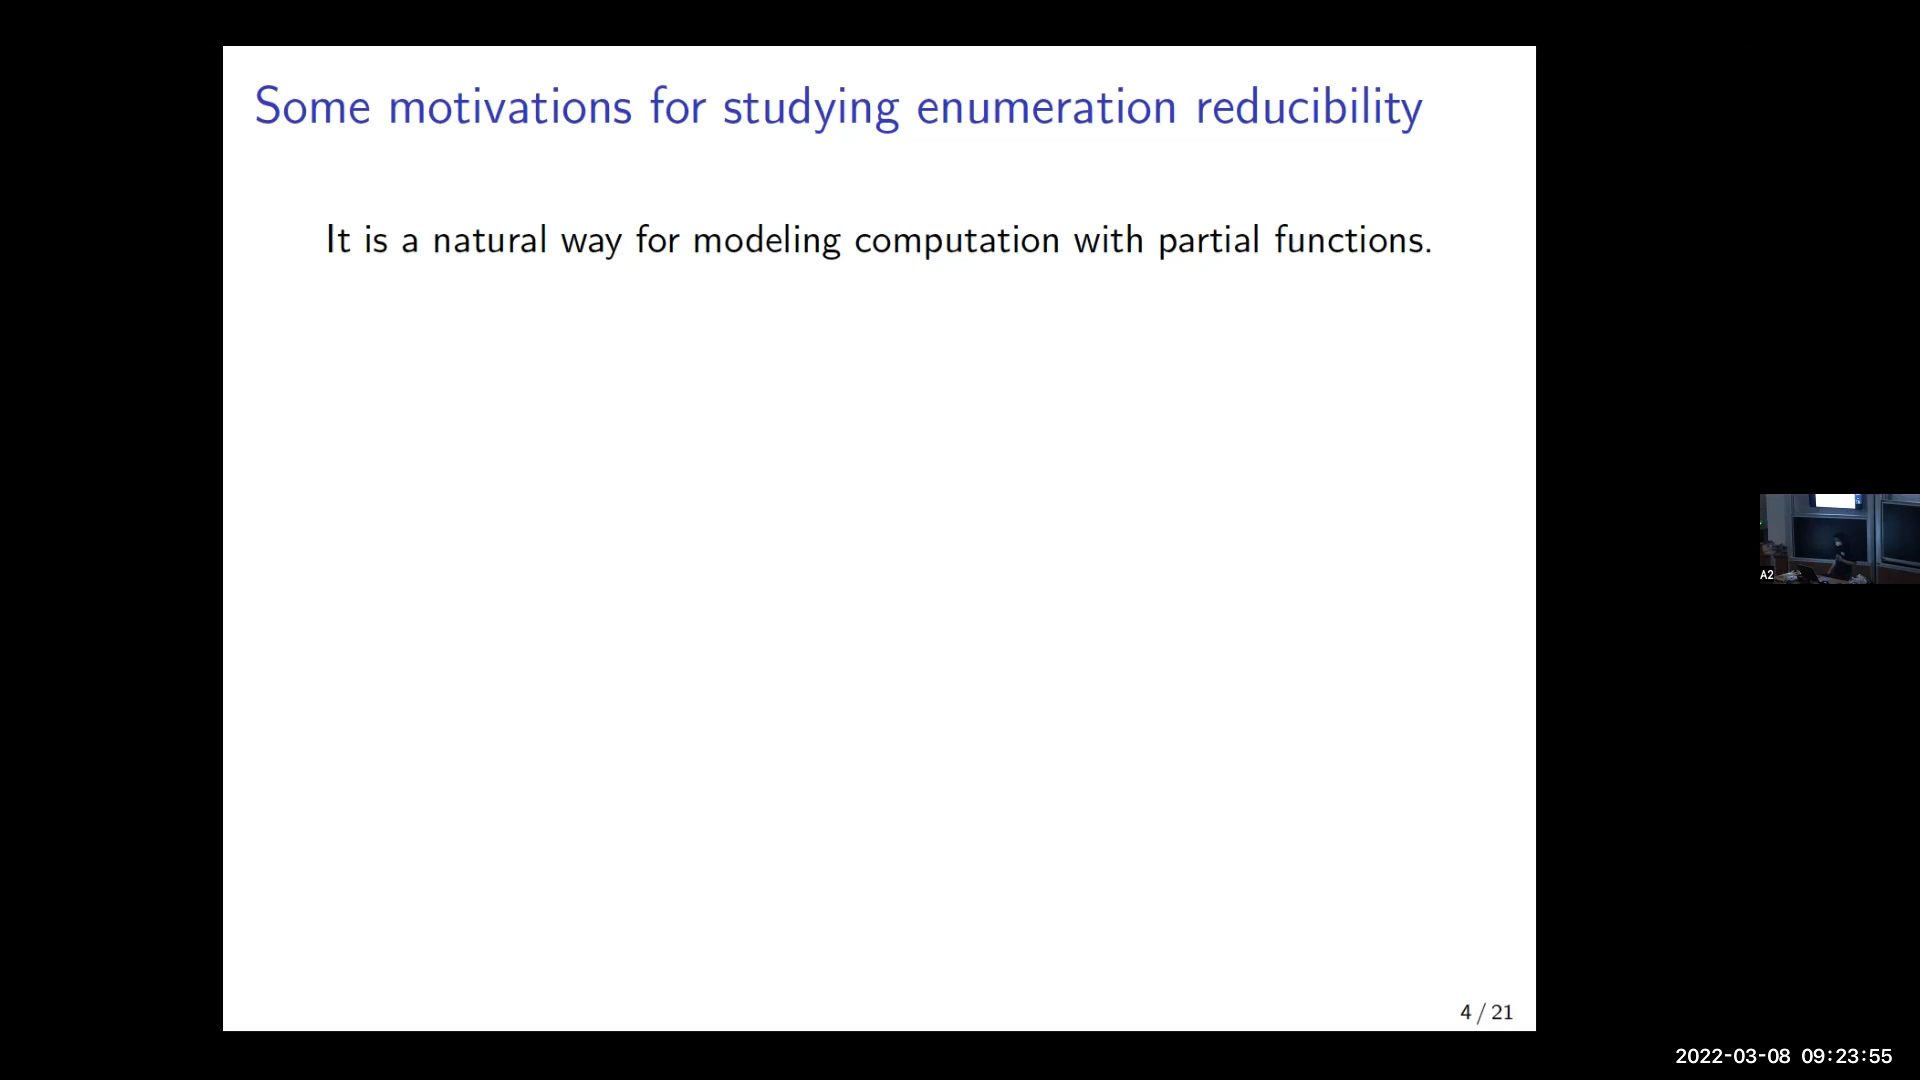 Some motivations for studying enumeration reducibility
It is a natural way for modeling computation with partial functions.
A2
4 / 21
2022-03-08 09:23:55